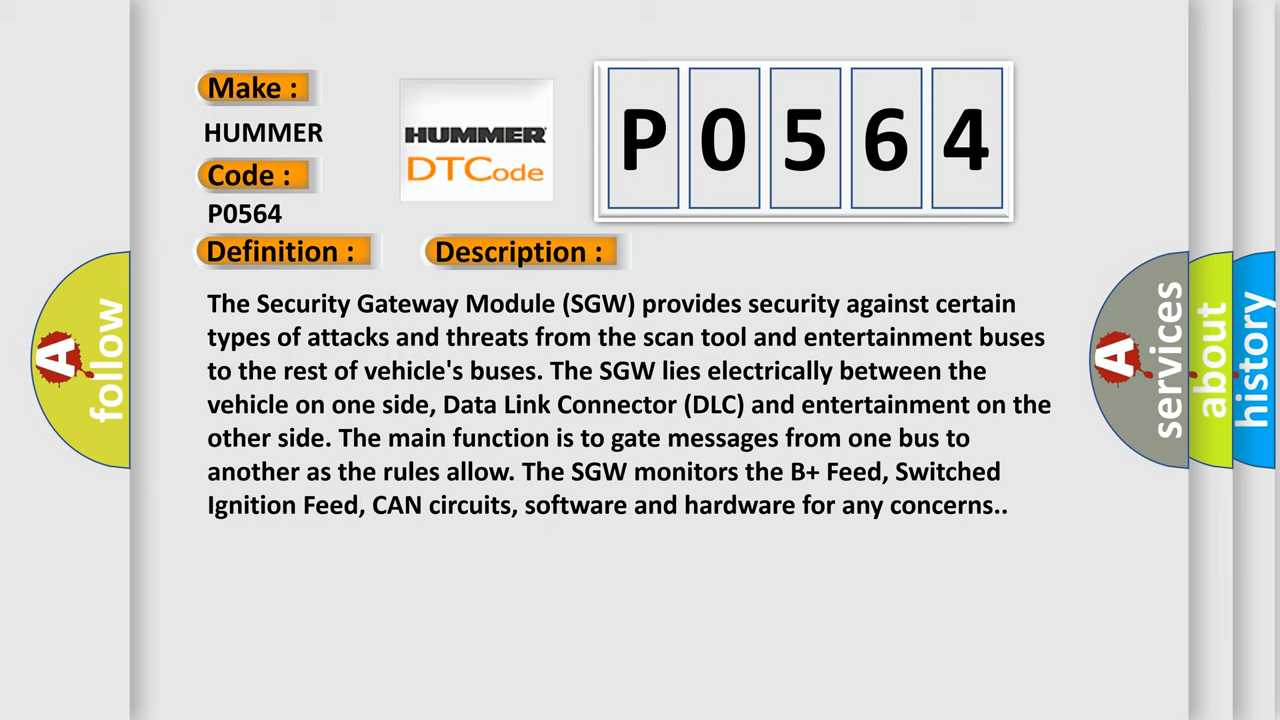 Make :
HUMMER
Code :
P0564
HUMMER
DTCode
P0564
Definition :
Description :
The Security Gateway Module (SGW) provides security against certain
types of attacks and threats from the scan tool and entertainment buses
to the rest of vehicle's buses. The SGW lies electrically between the
vehicle on one side, Data Link Connector (DLC) and entertainment on the
other side. The main function is to gate messages from one bus to
another as the rules allow. The SGW monitors the B+ Feed, Switched
Ignition Feed, CAN circuits, software and hardware for any concerns..
A
follow
A
services
about
history